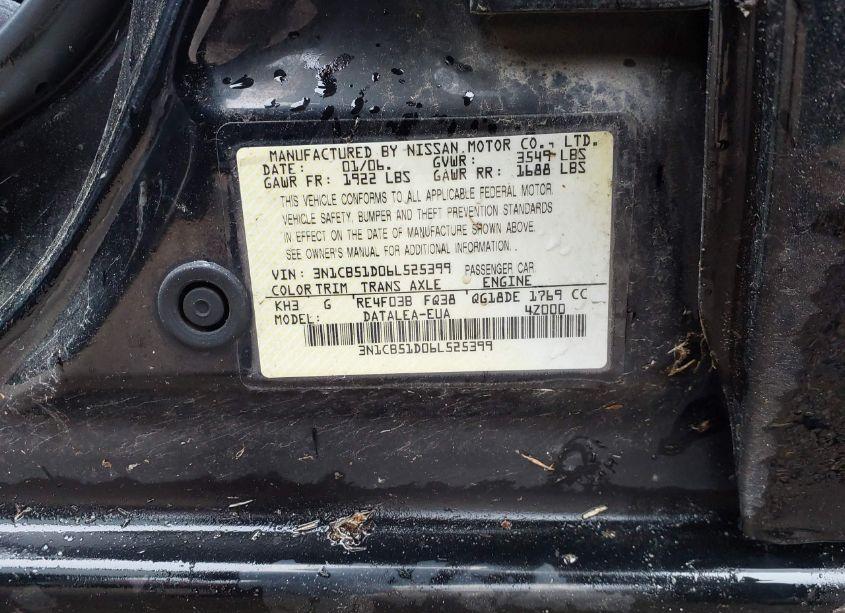 MANUFACTURED BY NISSAN MOTOR CO., LTD.
DATE: 01/06. GVWR: 3549 LBS
GAWR FR: 1922 LBS GAWR RR: 1688 LBS
THIS VEHICLE CONFORMS TO ALL APPLICABLE FEDERAL MOTOR
VEHICLE SAFETY, BUMPER AND THEFT PREVENTION STANDARDS
IN EFFECT ON THE DATE OF MANUFACTURE SHOWN ABOVE.
SEE OWNER'S MANUAL FOR ADDITIONAL INFORMATION.
VIN: 3N1CB51D06L525399 PASSENGER CAR
COLOR TRIM TRANS AXLE ENGINE
KH3 G RE4F03B FQ38 QG18DE 1769 CC
MODEL: DATALEA-EUA 4Z000
3N1CB51D06L525399